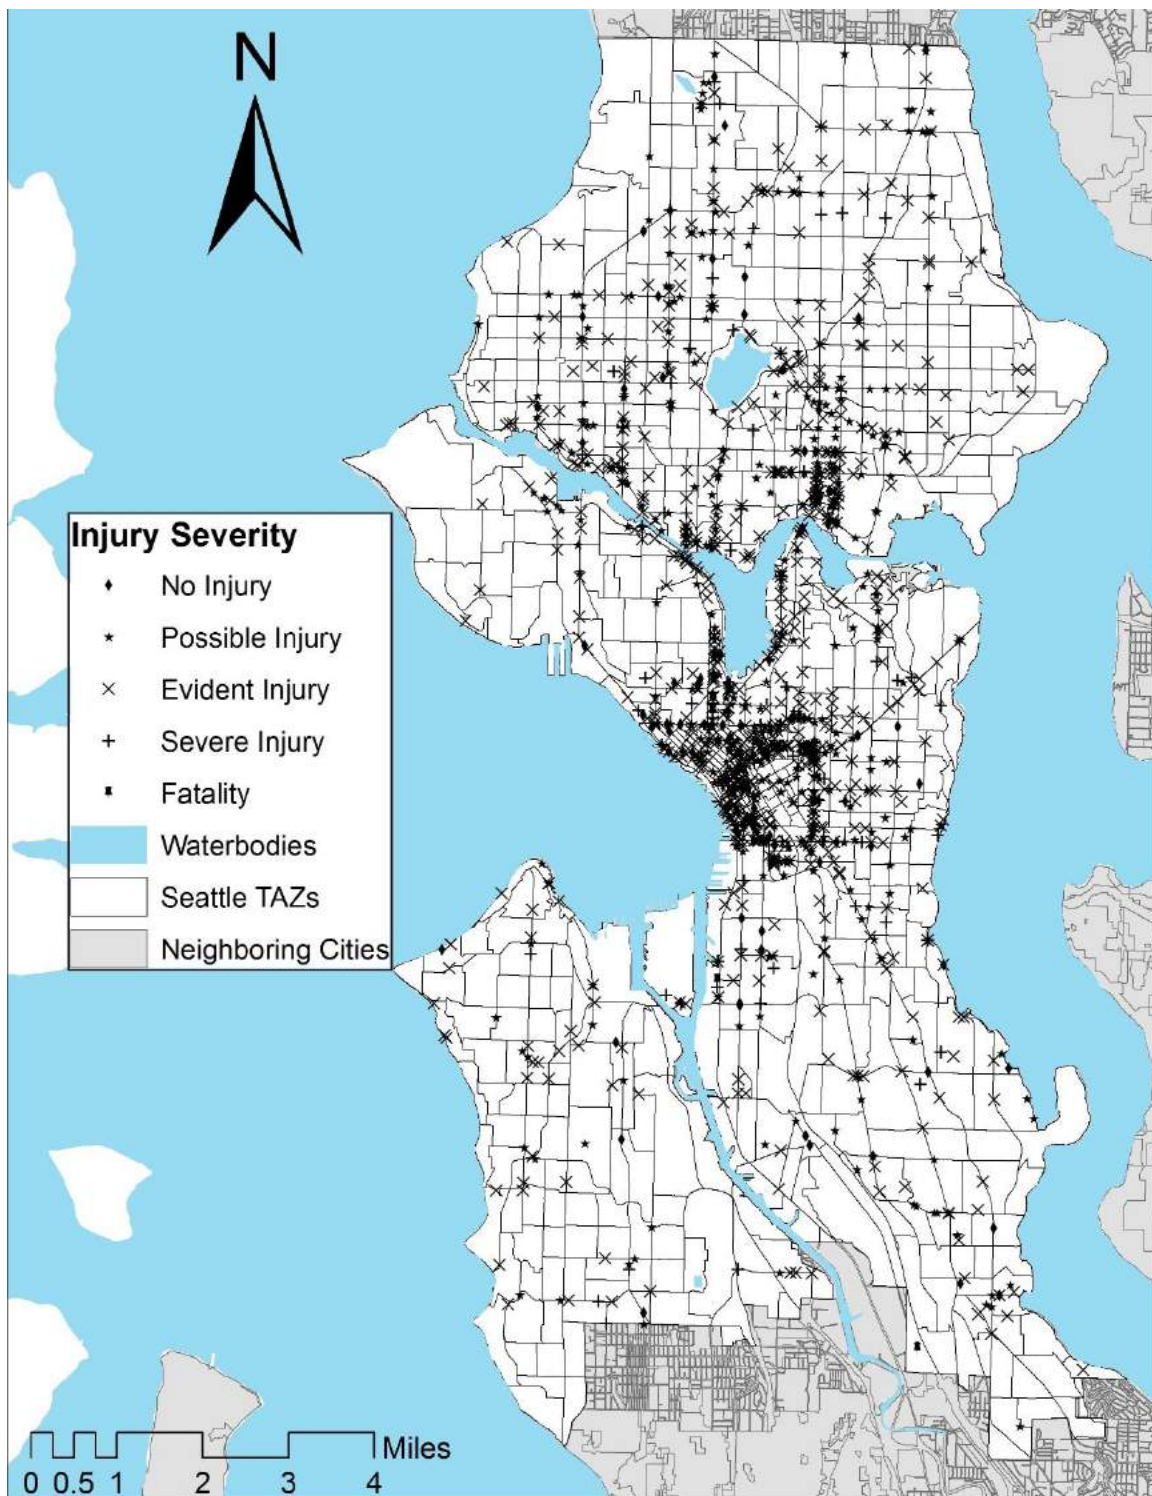 N
Injury Severity
No Injury
Possible Injury
Evident Injury
Severe Injury
Fatality
Waterbodies
Seattle TAZs
Neighboring Cities
Miles
0 0.5 1 2 3 4